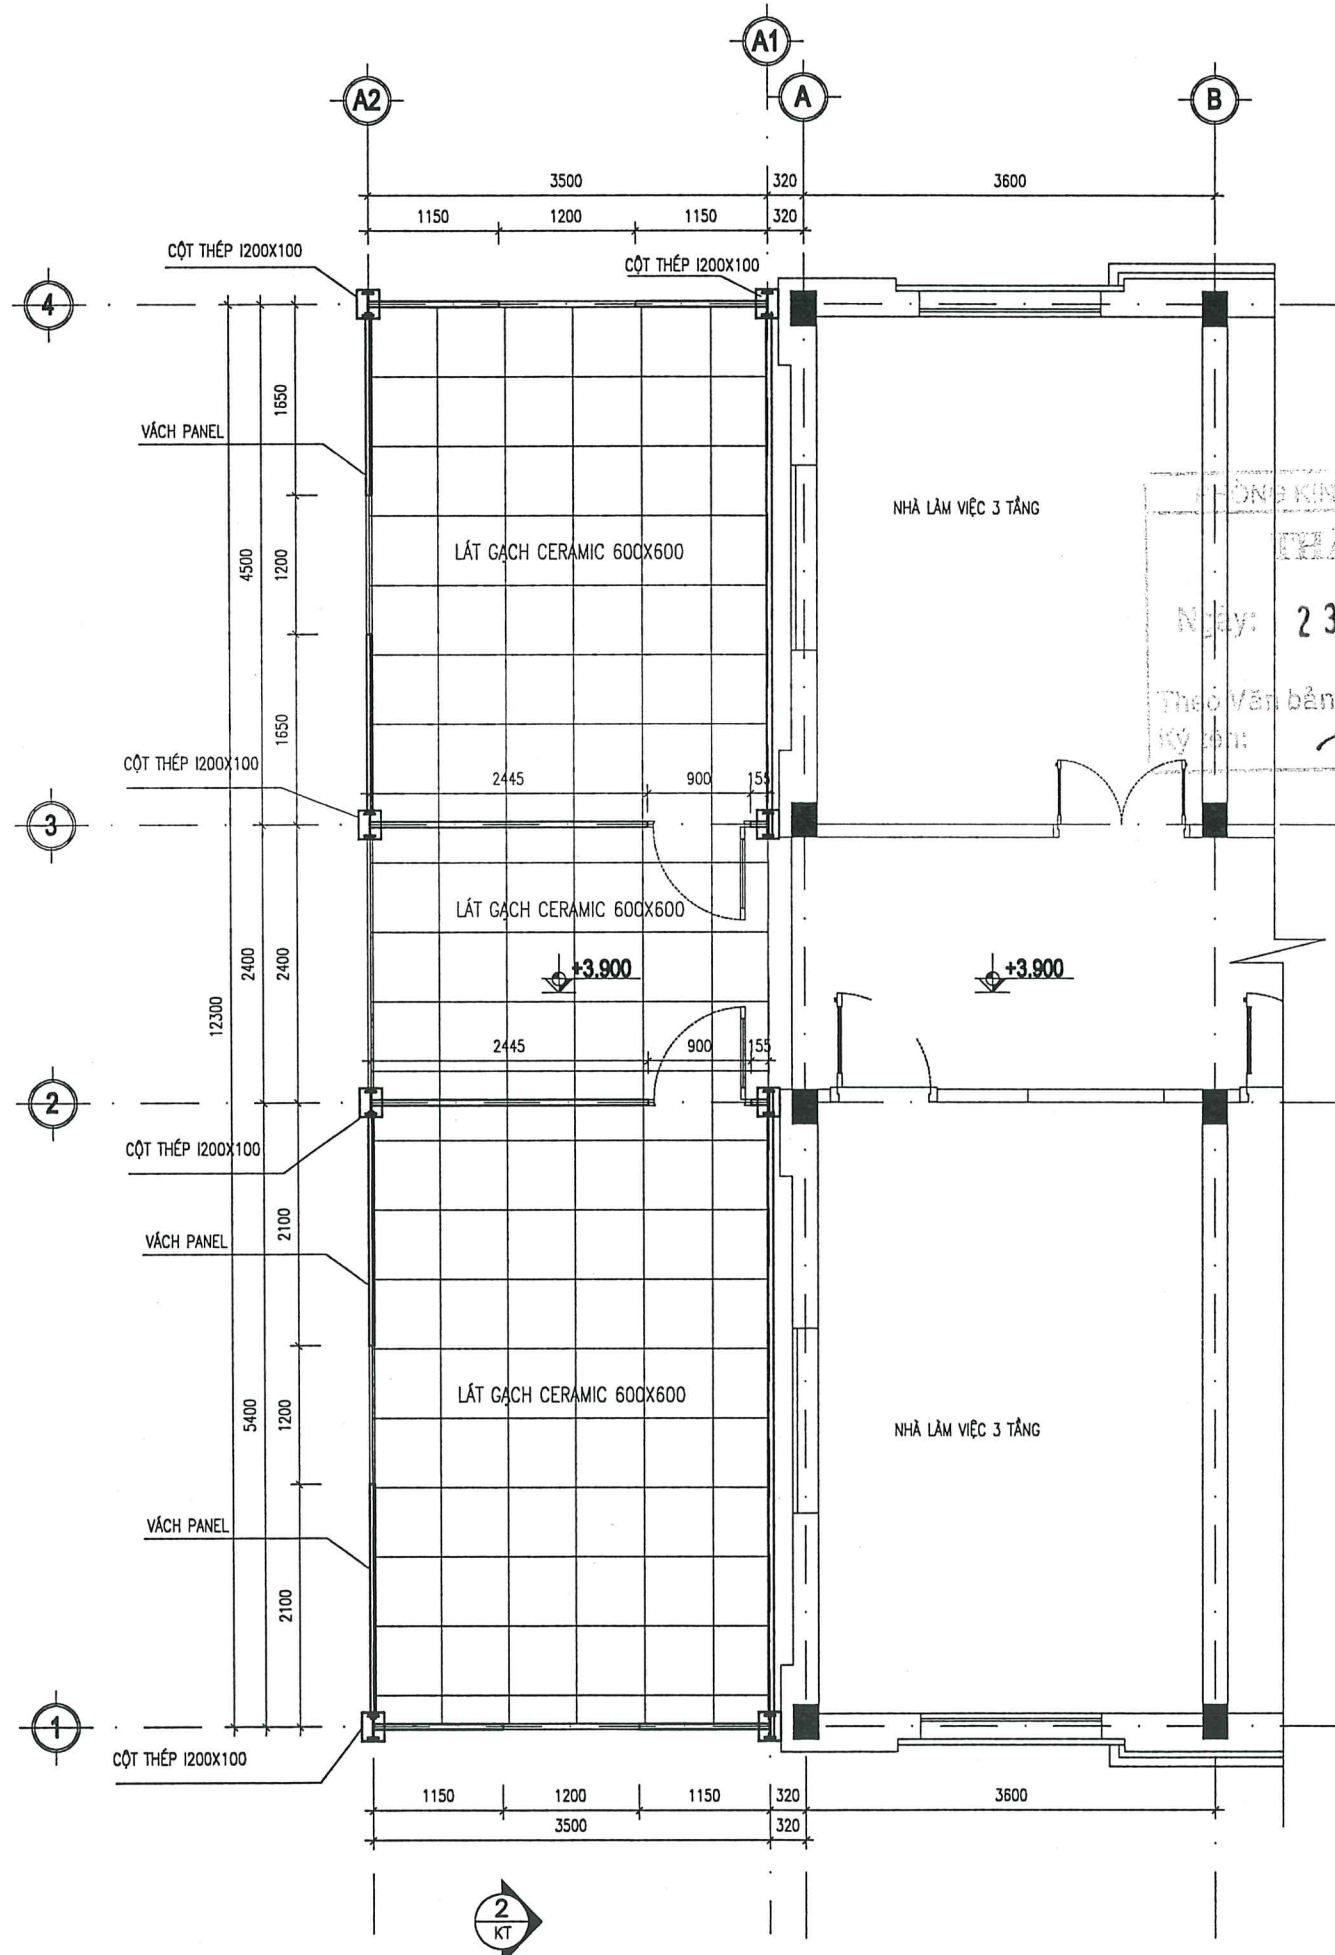 A1
A2
A
B
3500
320
3600
1150
1200
1150
320
CỘT THÉP I200X100
CỘT THÉP I200X100
4
1650
VÁCH PANEL
NHÀ LÀM VIỆC 3 TẦNG
LÁT GẠCH CERAMIC 600X600
4500
1200
Ngày: 23
1650
Theo Văn bản
Ký tên:
CỘT THÉP I200X100
2445
900
155
3
LÁT GẠCH CERAMIC 600X600
+3.900
+3.900
2400
2400
12300
2445
900
155
2
CỘT THÉP I200X100
2100
VÁCH PANEL
LÁT GẠCH CERAMIC 600X600
5400
1200
NHÀ LÀM VIỆC 3 TẦNG
VÁCH PANEL
2100
1
CỘT THÉP I200X100
1150
1200
1150
320
3600
3500
320
2
KT